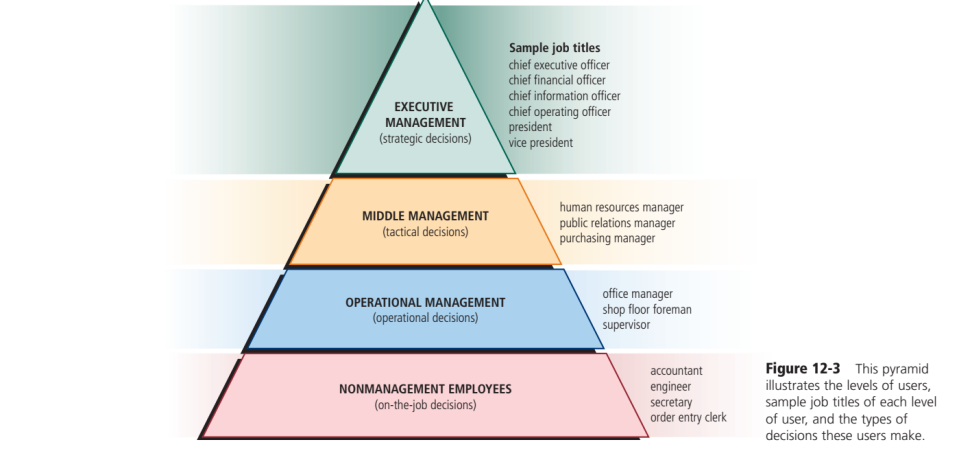 Sample job titles
chief executive officer
chief financial officer
chief information officer
chief operating officer
president
vice president
EXECUTIVE
MANAGEMENT
(strategic decisions)
MIDDLE MANAGEMENT
(tactical decisions)
human resources manager
public relations manager
purchasing manager
OPERATIONAL MANAGEMENT
(operational decisions)
office manager
shop floor foreman
supervisor
NONMANAGEMENT EMPLOYEES
(on-the-job decisions)
accountant
engineer
secretary
order entry clerk
Figure 12-3 This pyramid
illustrates the levels of users,
sample job titles of each level
of user, and the types of
decisions these users make.